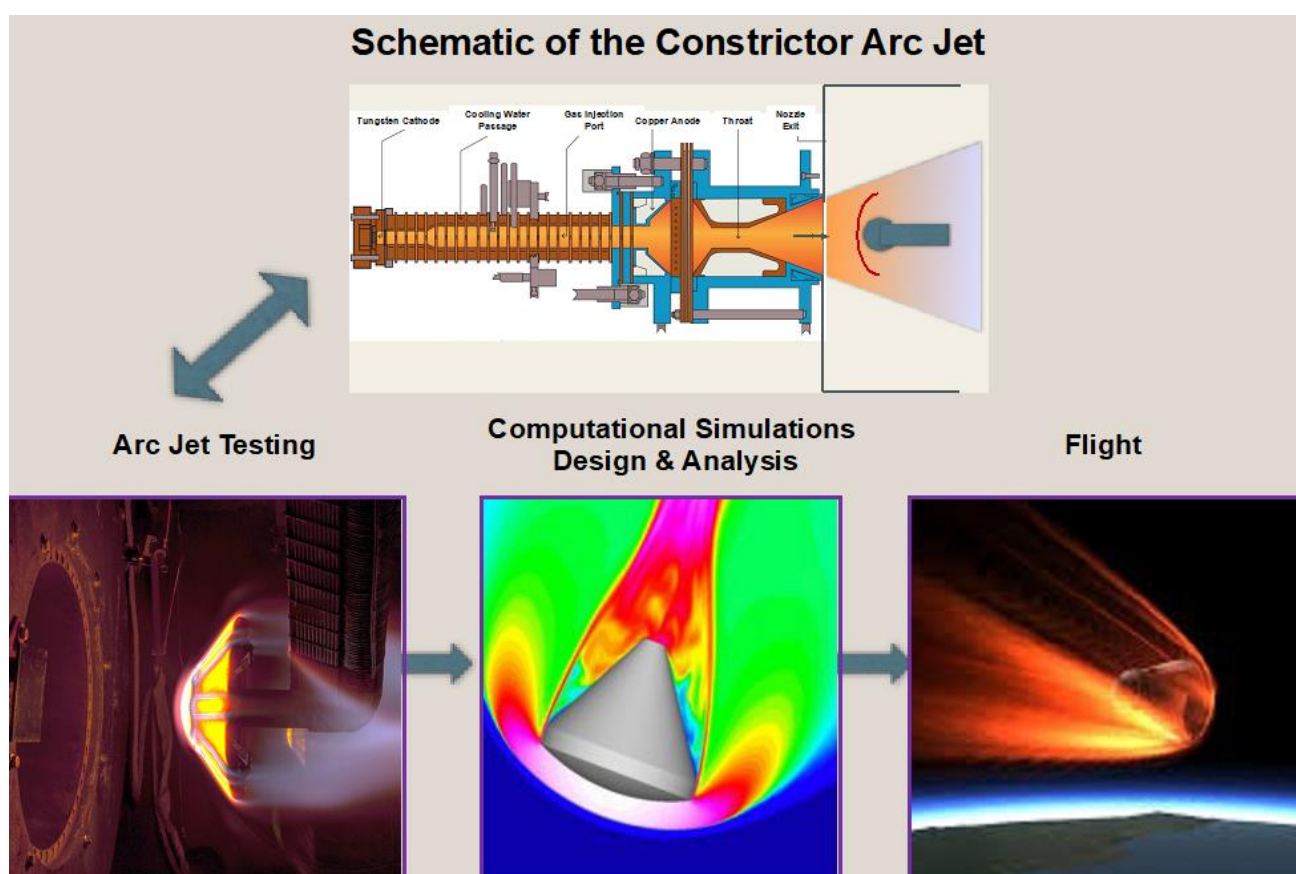 Schematic of the Constrictor Arc Jet
Tungsten Cathode
Cooling Water
Passage
Gas Injection
Port
Copper Anode
Throat
Nozzle
Exit
Arc Jet Testing
Computational Simulations
Design & Analysis
Flight